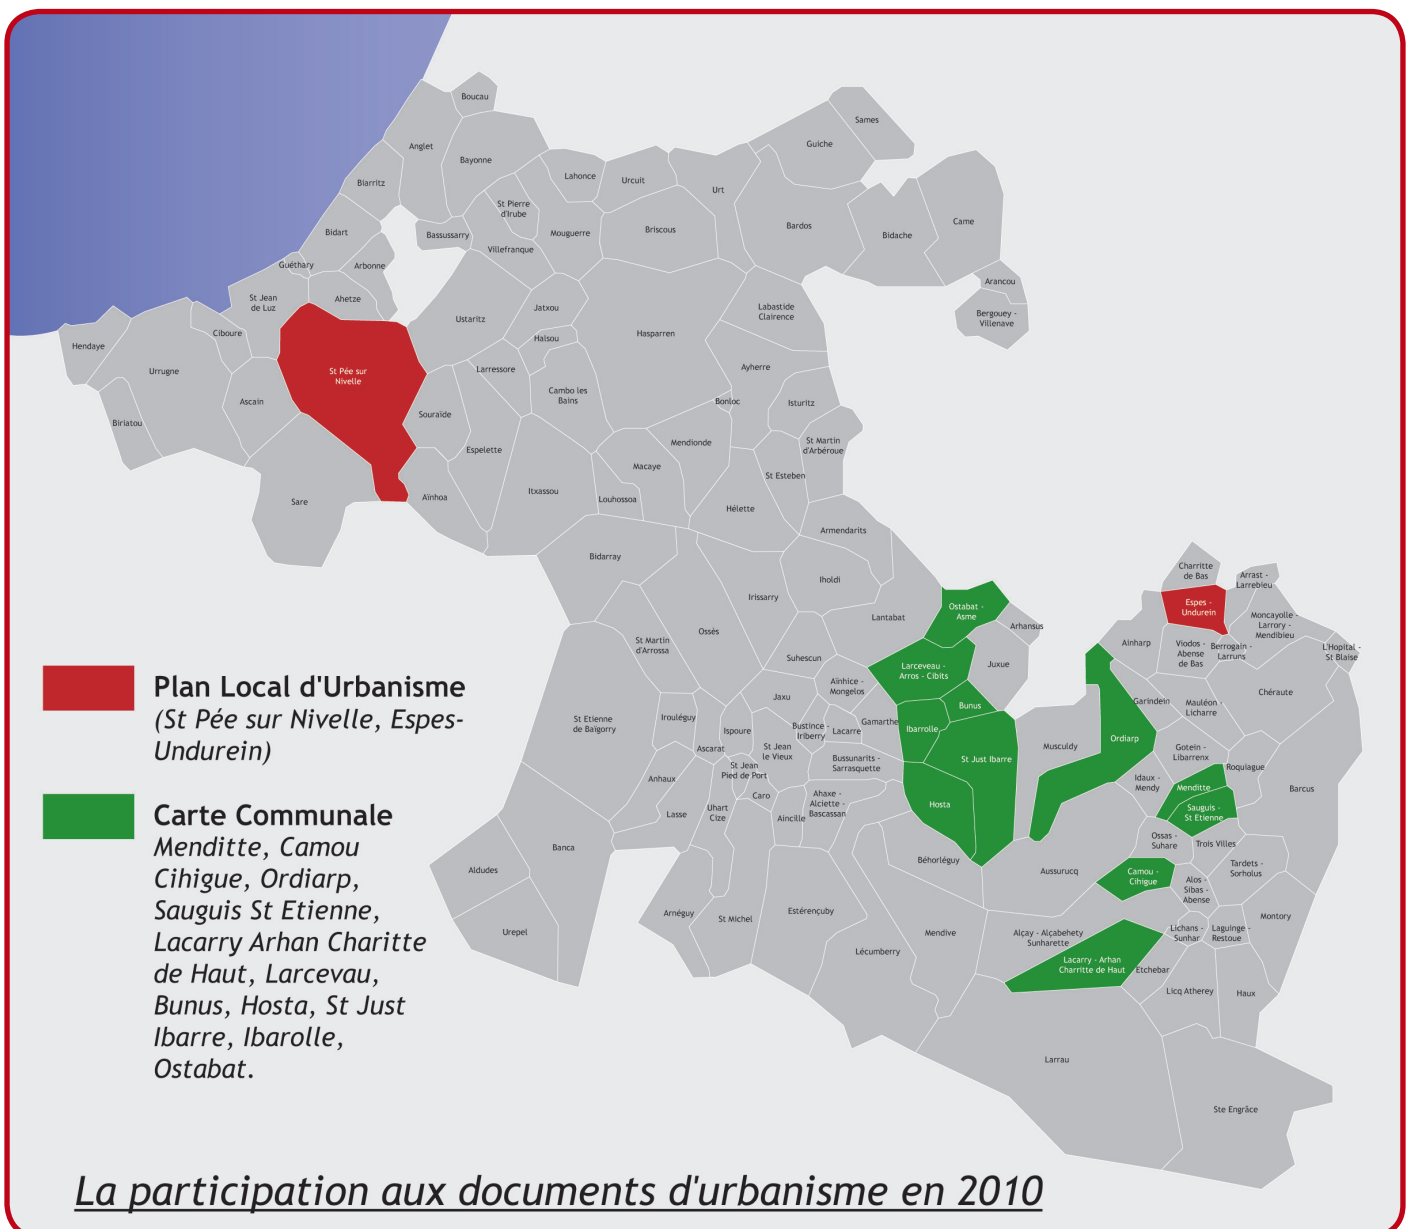 Boucau
Sames
Anglet
Guiche
Bayonne
Lahonce
Urcuit
Biarritz
Urt
St Pierre
d'Irube
Came
Bardos
Briscous
Bidart
Mouguerre
Bassussarry
Bidache
Villefranque
Guéthary
Arbonne
Arancou
St Jean
de Luz
Ahetze
Jatxou
Labastide
Clairence
Bergouey -
Villenave
Ustaritz
Ciboure
Hasparren
Halsou
Hendaye
Urrugne
St Pée sur
Nivelle
Larressore
Ayherre
Cambo les
Bains
Ascain
Bonloc
Isturitz
Souraïde
Biriatou
Mendionde
St Martin
d'Arbéroue
Espelette
Macaye
St Esteben
Itxassou
Aïnhoa
Louhossoa
Sare
Hélette
Armendarits
Bidarray
Charritte
de Bas
Arrast -
Larrebieu
Iholdi
Irissarry
Ostabat -
Asme
Espes -
Undurein
Lantabat
Moncayolle -
Larrory -
Mendibieu
Arhansus
Ossès
St Martin
d'Arrossa
Ainharp
Viodos -
Abense
de Bas
Berrogain -
Larruns
L'Hopital -
St Blaise
Suhescun
Juxue
Larceveau -
Arros - Cibits
Aïnhice -
Mongelos
Chéraute
Jaxu
Garindein
Mauléon -
Licharre
Bunus
Irouléguy
St Etienne
de Baïgorry
Gamarthe
Ibarrolle
Ispoure
Bustince -
Iriberry
Lacarre
Ordiarp
Ascarat
St Jean
le Vieux
Musculdy
Gotein -
Libarrenx
St Just Ibarre
Bussunarits -
Sarrasquette
St Jean
Pied de Port
Roquiague
Anhaux
Idaux -
Mendy
Menditte
Barcus
Caro
Ahaxe -
Alciette -
Bascassan
Hosta
Sauguis -
St Etienne
Lasse
Uhart
Cize
Aincille
Ossas -
Suhare
Trois Villes
Banca
Béhorléguy
Aussurucq
Tardets -
Sorholus
Aldudes
Camou -
Cihigue
Alos -
Sibas -
Abense
Arnéguy
St Michel
Estérençuby
Montory
Urepel
Mendive
Alçay - Alçabehety
Sunharette
Lichans -
Sunhar
Laguinge -
Restoue
Lécumberry
Lacarry - Arhan
Charritte de Haut
Etchebar
Licq Atherey
Haux
Larrau
Ste Engrâce
Plan Local d'Urbanisme
(St Pée sur Nivelle, Espes-
Undurein)
Carte Communale
Menditte, Camou
Cihigue, Ordiarp,
Sauguis St Etienne,
Lacarry Arhan Charitte
de Haut, Larcevau,
Bunus, Hosta, St Just
Ibarre, Ibarolle,
Ostabat.
La participation aux documents d'urbanisme en 2010